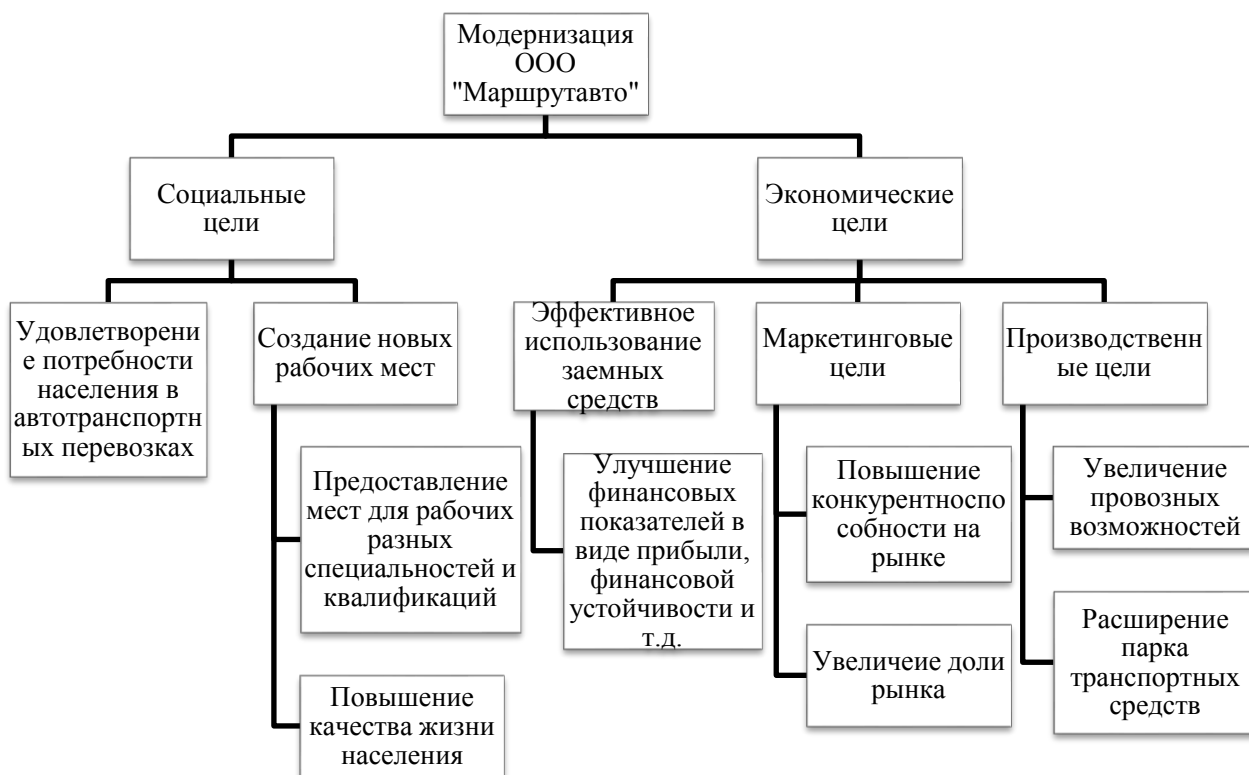 Модернизация
ООО
"Маршрутавто"
Социальные
цели
Экономические
цели
Удовлетворени
е потребности
населения в
автотранспортн
ых перевозках
Создание новых
рабочих мест
Эффективное
использование
заемных
средств
Маркетинговые
цели
Производственн
ые цели
Предоставление
мест для рабочих
разных
специальностей и
квалификаций
Улучшение
финансовых
показателей в
виде прибыли,
финансовой
устойчивости и
т.д.
Повышение
конкурентноспо
собности на
рынке
Увеличение
провозных
возможностей
Повышение
качества жизни
населения
Увеличеие доли
рынка
Расширение
парка
транспортных
средств